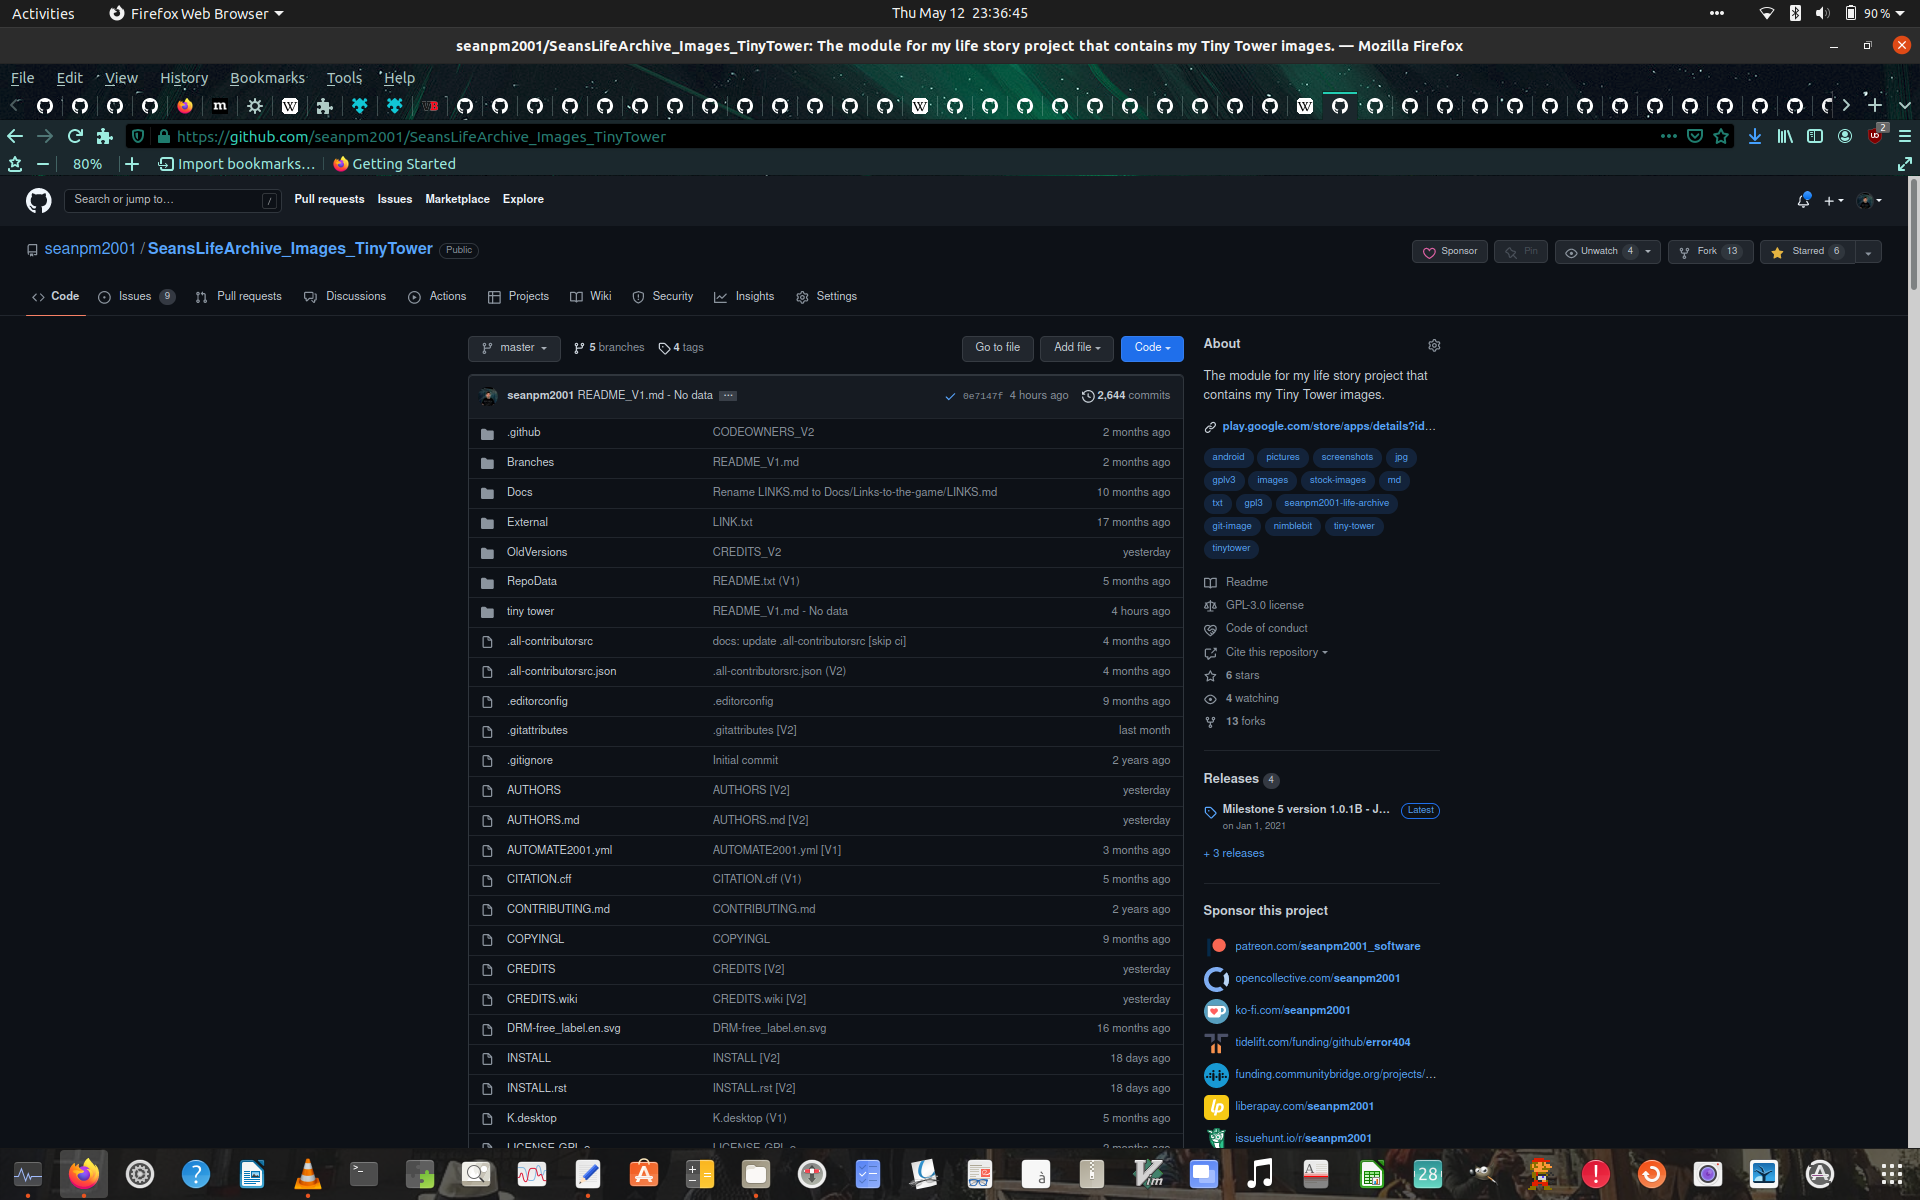 Activities Firefox Web Browser Thu May 12 23:36:45 90 %
seanpm2001/SeansLifeArchive_Images_TinyTower: The module for my life story project that contains my Tiny Tower images. — Mozilla Firefox
File Edit View History Bookmarks Tools Help
https://github.com/seanpm2001/SeansLifeArchive_Images_TinyTower 2
80% Import bookmarks... Getting Started
Search or jump to... / Pull requests Issues Marketplace Explore
seanpm2001 / SeansLifeArchive_Images_TinyTower Public Sponsor Pin Unwatch 4 Fork 13 Starred 6
Code Issues 9 Pull requests Discussions Actions Projects Wiki Security Insights Settings
master 5 branches 4 tags Go to file Add file Code
seanpm2001 README_V1.md - No data ... 0e7147f 4 hours ago 2,644 commits
.github CODEOWNERS_V2 2 months ago
Branches README_V1.md 2 months ago
Docs Rename LINKS.md to Docs/Links-to-the-game/LINKS.md 10 months ago
External LINK.txt 17 months ago
OldVersions CREDITS_V2 yesterday
RepoData README.txt (V1) 5 months ago
tiny tower README_V1.md - No data 4 hours ago
.all-contributorsrc docs: update .all-contributorsrc [skip ci] 4 months ago
.all-contributorsrc.json .all-contributorsrc.json (V2) 4 months ago
.editorconfig .editorconfig 9 months ago
.gitattributes .gitattributes [V2] last month
.gitignore Initial commit 2 years ago
AUTHORS AUTHORS [V2] yesterday
AUTHORS.md AUTHORS.md [V2] yesterday
AUTOMATE2001.yml AUTOMATE2001.yml [V1] 3 months ago
CITATION.cff CITATION.cff (V1) 5 months ago
CONTRIBUTING.md CONTRIBUTING.md 2 years ago
COPYINGL COPYINGL 9 months ago
CREDITS CREDITS [V2] yesterday
CREDITS.wiki CREDITS.wiki [V2] yesterday
DRM-free_label.en.svg DRM-free_label.en.svg 16 months ago
INSTALL INSTALL [V2] 18 days ago
INSTALL.rst INSTALL.rst [V2] 18 days ago
K.desktop K.desktop (V1) 5 months ago
About
The module for my life story project that
contains my Tiny Tower images.
play.google.com/store/apps/details?id...
android pictures screenshots jpg
gplv3 images stock-images md
txt gpl3 seanpm2001-life-archive
git-image nimblebit tiny-tower
tinytower
Readme
GPL-3.0 license
Code of conduct
Cite this repository
6 stars
4 watching
13 forks
Releases 4
Milestone 5 version 1.0.1B - J... Latest
on Jan 1, 2021
+ 3 releases
Sponsor this project
patreon.com/seanpm2001_software
opencollective.com/seanpm2001
ko-fi.com/seanpm2001
tidelift.com/funding/github/error404
funding.communitybridge.org/projects/...
liberapay.com/seanpm2001
issuehunt.io/r/seanpm2001
28